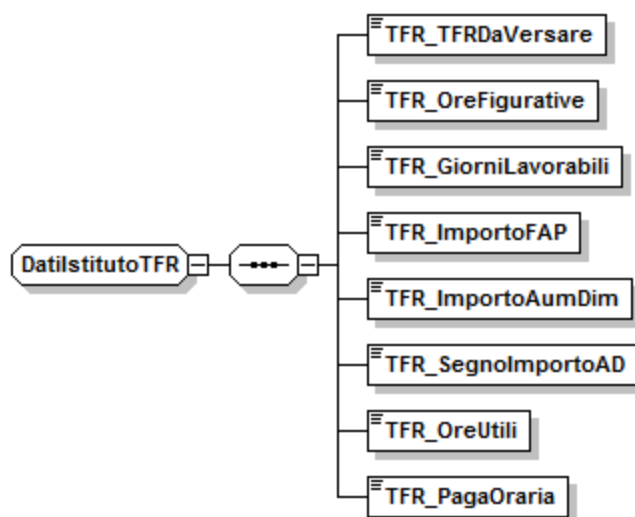 TFR_TFRDaVersare
TFR_OreFigurative
TFR_GiorniLavorabili
TFR_ImportoFAP
DatiIstitutoTFR
TFR_ImportoAumDim
TFR_SegnoImportoAD
TFR_OreUtili
TFR_PagaOraria